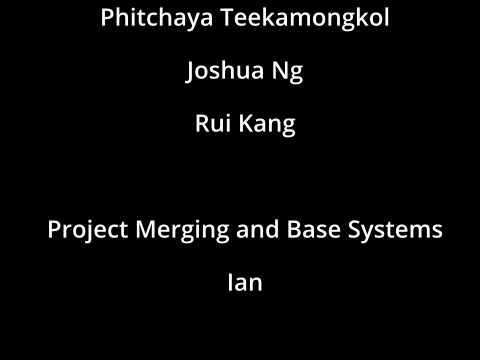 Phitchaya Teekamongkol
Joshua Ng
Rui Kang
Project Merging and Base Systems
Ian